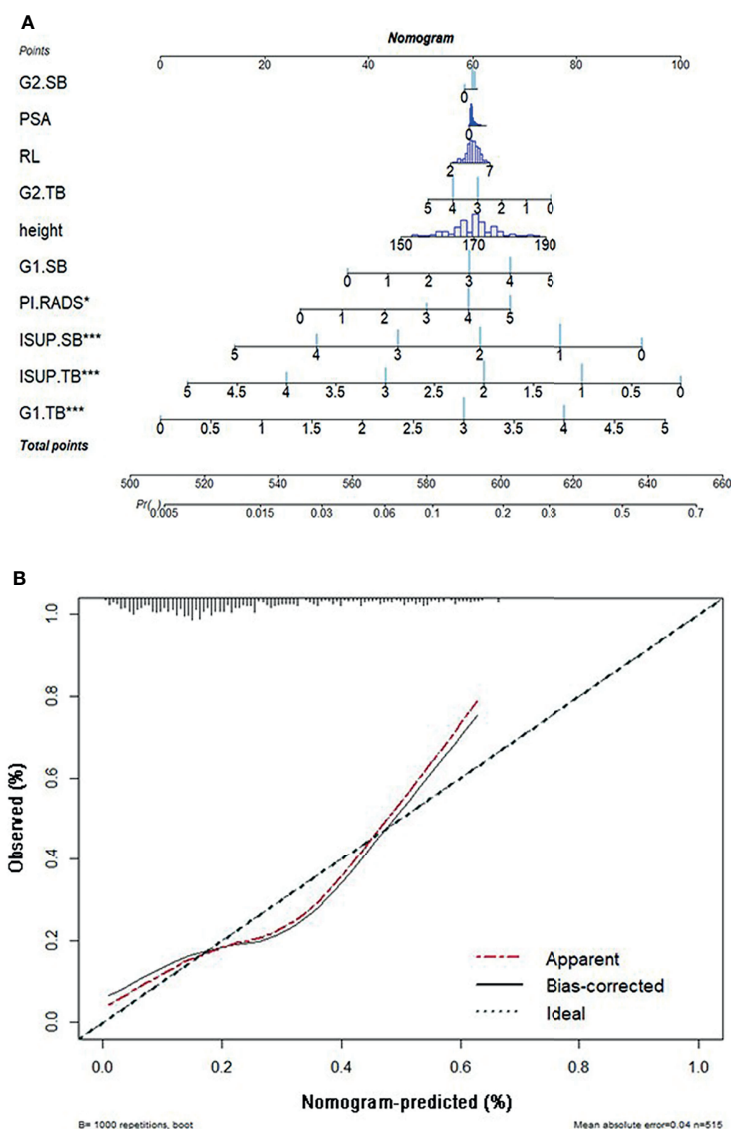 A
Nomogram
Points
0 20 40 60 80 100
G2.SB
0
PSA
0
RL
2 7
G2.TB
5 4 3 2 1 0
height
150 170 190
G1.SB
0 1 2 3 4 5
PI.RADS*
0 1 2 3 4 5
ISUP.SB***
5 4 3 2 1 0
ISUP.TB***
5 4.5 4 3.5 3 2.5 2 1.5 1 0.5 0
G1.TB***
0 0.5 1 1.5 2 2.5 3 3.5 4 4.5 5
Total points
500 520 540 560 580 600 620 640 660
Pr( )
0.005 0.015 0.03 0.06 0.1 0.2 0.3 0.5 0.7
B
1.0
0.8
0.6
0.4
0.2
0.0
Observed (%)
Apparent
Bias-corrected
Ideal
0.0 0.2 0.4 0.6 0.8 1.0
Nomogram-predicted (%)
B= 1000 repetitions, boot
Mean absolute error=0.04 n=515